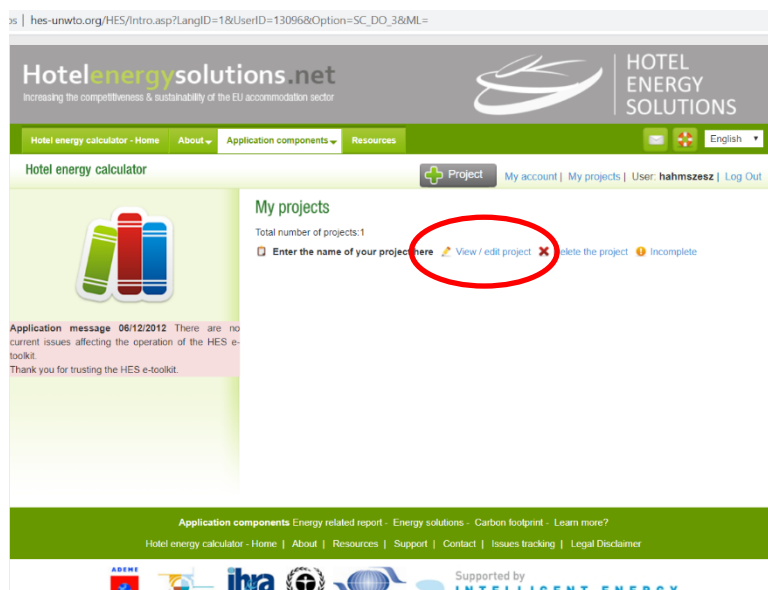 os | hes-unwto.org/HES/Intro.asp?LangID=1&UserID=13096&Option=SC_DO_3&ML=
Hotelenergysolutions.net
Increasing the competitiveness & sustainability of the EU accommodation sector
HOTEL
ENERGY
SOLUTIONS
Hotel energy calculator - Home About Application components Resources English
Hotel energy calculator
Project My account | My projects | User: hahmszesz | Log Out
My projects
Total number of projects:1
Enter the name of your project here View / edit project Delete the project Incomplete
Application message 06/12/2012 There are no
current issues affecting the operation of the HES e-
toolkit.
Thank you for trusting the HES e-toolkit.
Application components Energy related report - Energy solutions - Carbon footprint - Learn more?
Hotel energy calculator - Home | About | Resources | Support | Contact | Issues tracking | Legal Disclaimer
ADEME
ihra
Supported by
INTELLIGENT ENERGY